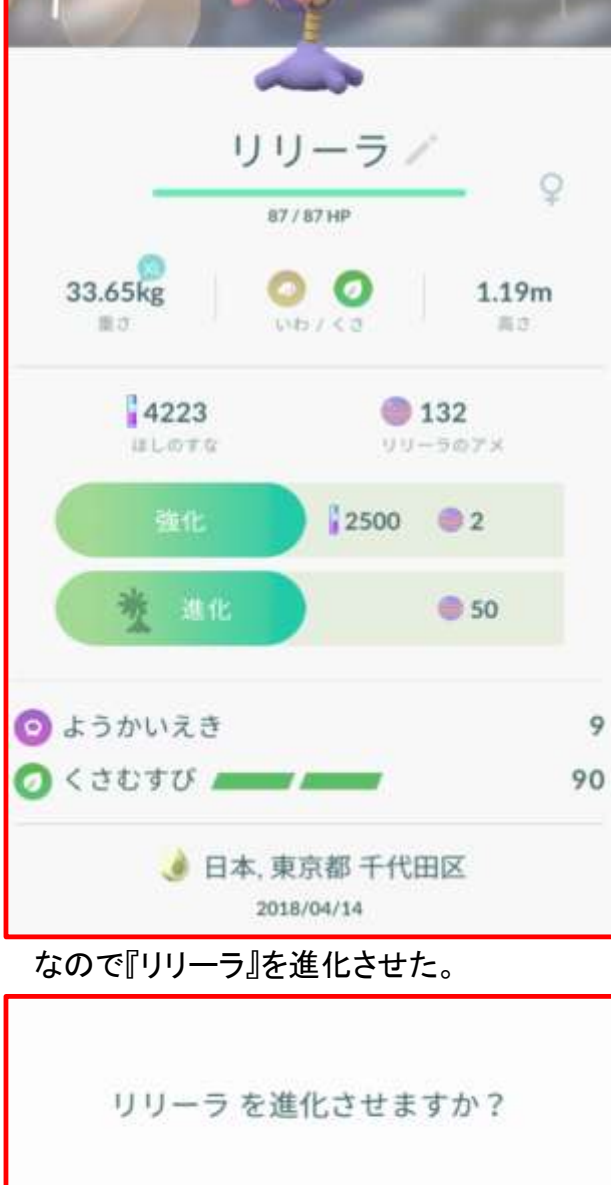 リリーラ
87 / 87 HP
XL
33.65kg
1.19m
重さ
いわ / くさ
高さ
4223
132
ほしのすな
リリーラのアメ
強化 2500 2
進化 50
ようかいえき 9
くさむすび 90
日本, 東京都 千代田区
2018/04/14
なので『リリーラ』を進化させた。
リリーラ を進化させますか？